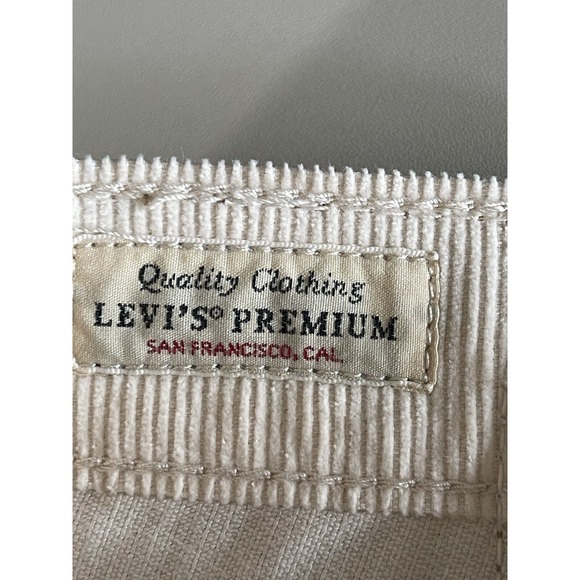 Quality Clothing
LEVI'S® PREMIUM
SAN FRANCISCO, CAL.